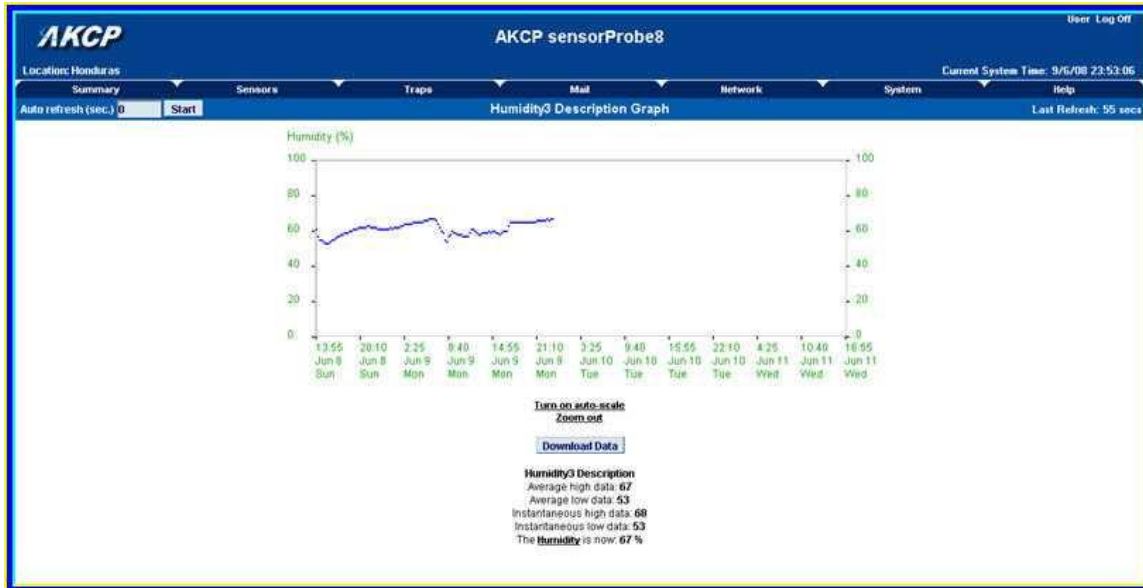 User Log Off
AKCP
AKCP sensorProbe8
Location: Honduras
Current System Time: 9/6/08 23:53:06
Summary Sensors Traps Mail Network System Help
Auto refresh (sec.) 0 Start Humidity3 Description Graph Last Refresh: 55 secs
Humidity (%)
100 100
80 80
60 60
40 40
20 20
0 0
13:55 20:10 2:25 8:40 14:55 21:10 3:25 9:40 15:55 22:10 4:25 10:40 16:55
Jun 8 Jun 8 Jun 9 Jun 9 Jun 9 Jun 9 Jun 10 Jun 10 Jun 10 Jun 10 Jun 11 Jun 11 Jun 11
Sun Sun Mon Mon Mon Mon Tue Tue Tue Tue Wed Wed Wed
Turn on auto-scale
Zoom out
Download Data
Humidity3 Description
Average high data: 67
Average low data: 53
Instantaneous high data: 68
Instantaneous low data: 53
The Humidity is now: 67 %